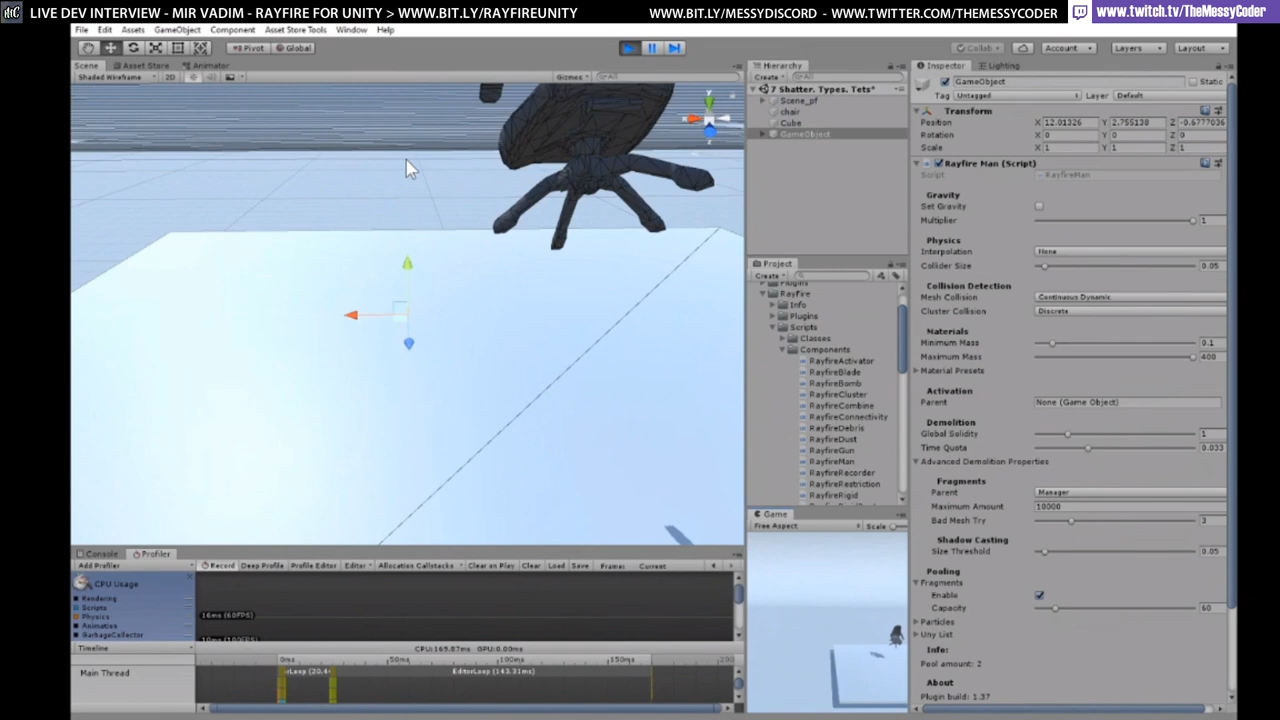 LIVE DEV INTERVIEW - MIR VADIM - RAYFIRE FOR UNITY > WWW.BIT.LY/RAYFIREUNITY
WWW.BIT.LY/MESSYDISCORD - WWW.TWITTER.COM/THEMESSYCODER
www.twitch.tv/TheMessyCoder
File Edit Assets GameObject Component Asset Store Tools Window Help
Pivot Global
Collab Account Layers Layout
Scene Asset Store Animator
Shaded Wireframe 2D Gizmos All
Hierarchy
Create All
7 Shatter. Types. Tets*
Scene_pf
chair
Cube
GameObject
Project
Create
Plugins
RayFire
Info
Plugins
Scripts
Classes
Components
RayfireActivator
RayfireBlade
RayfireBomb
RayfireCluster
RayfireCombine
RayfireConnectivity
RayfireDebris
RayfireDust
RayfireGun
RayfireMan
RayfireRecorder
RayfireRestriction
RayfireRigid
Game
Free Aspect Scale
Inspector Lighting
GameObject Static
Tag Untagged Layer Default
Transform
Position X 12.01326 Y 2.755138 Z -0.6777036
Rotation X 0 Y 0 Z 0
Scale X 1 Y 1 Z 1
Rayfire Man (Script)
Script RayfireMan
Gravity
Set Gravity
Multiplier 1
Physics
Interpolation None
Collider Size 0.05
Collision Detection
Mesh Collision Continuous Dynamic
Cluster Collision Discrete
Materials
Minimum Mass 0.1
Maximum Mass 400
Material Presets
Activation
Parent None (Game Object)
Demolition
Global Solidity 1
Time Quota 0.033
Advanced Demolition Properties
Fragments
Parent Manager
Maximum Amount 10000
Bad Mesh Try 3
Shadow Casting
Size Threshold 0.05
Pooling
Fragments
Enable
Capacity 60
Particles
Uny List
Info:
Pool amount: 2
About
Plugin build: 1.37
Console Profiler
Add Profiler Record Deep Profile Profile Editor Editor Allocation Callstacks Clear on Play Clear Load Save Frame: Current
CPU Usage
Rendering
Scripts
Physics
Animation
GarbageCollector
16ms (60FPS)
Timeline CPU:169.87ms GPU:0.00ms
0ms 50ms 100ms 150ms
Main Thread EditorLoop (143.31ms)